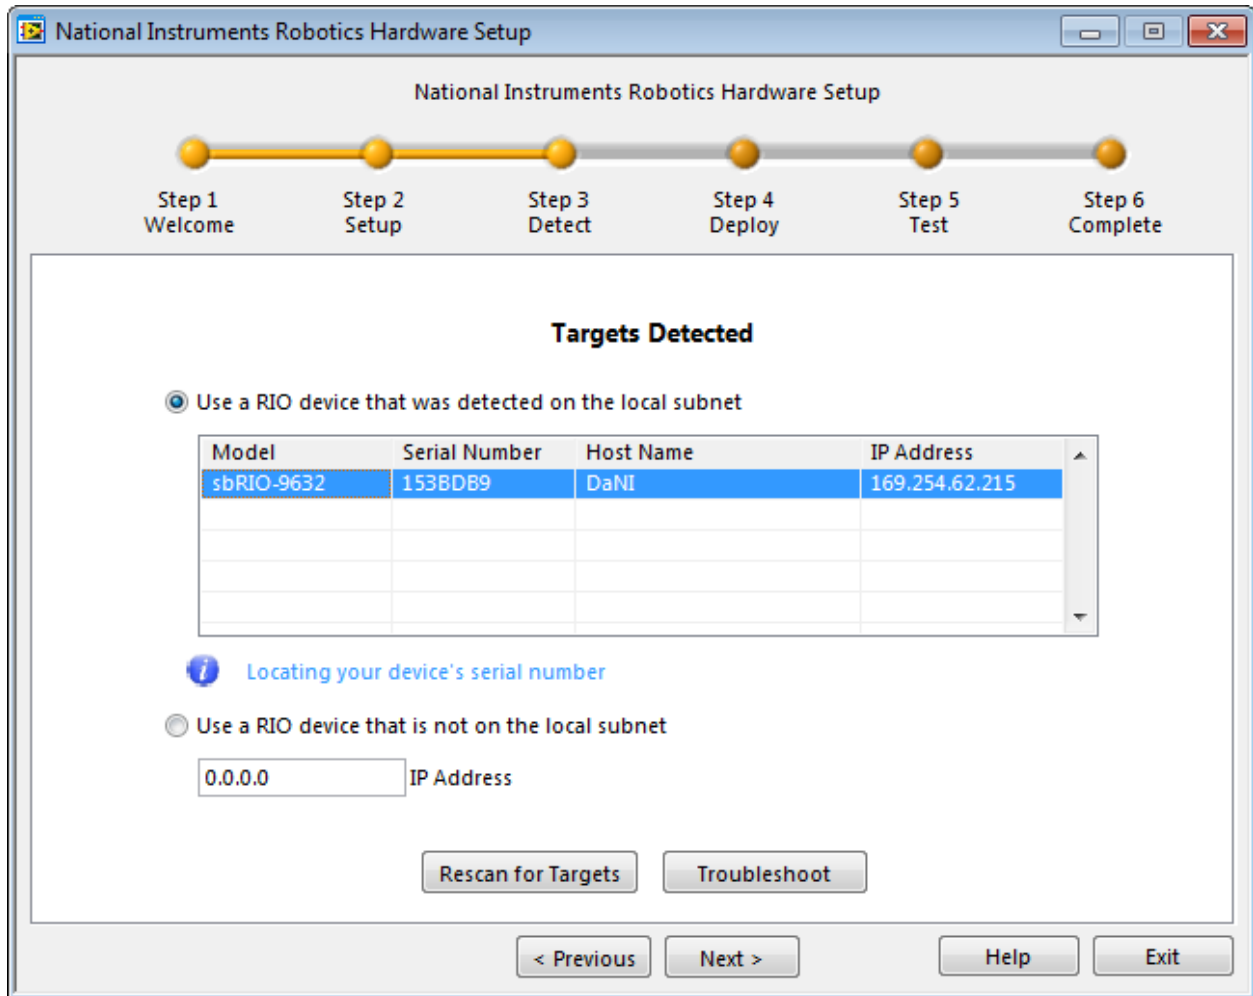 National Instruments Robotics Hardware Setup
National Instruments Robotics Hardware Setup
Step 1 Step 2 Step 3 Step 4 Step 5 Step 6
Welcome Setup Detect Deploy Test Complete
Targets Detected
Use a RIO device that was detected on the local subnet
Model Serial Number Host Name IP Address
sbRIO-9632 153BDB9 DaNI 169.254.62.215
Locating your device's serial number
Use a RIO device that is not on the local subnet
0.0.0.0 IP Address
Rescan for Targets Troubleshoot
< Previous Next > Help Exit